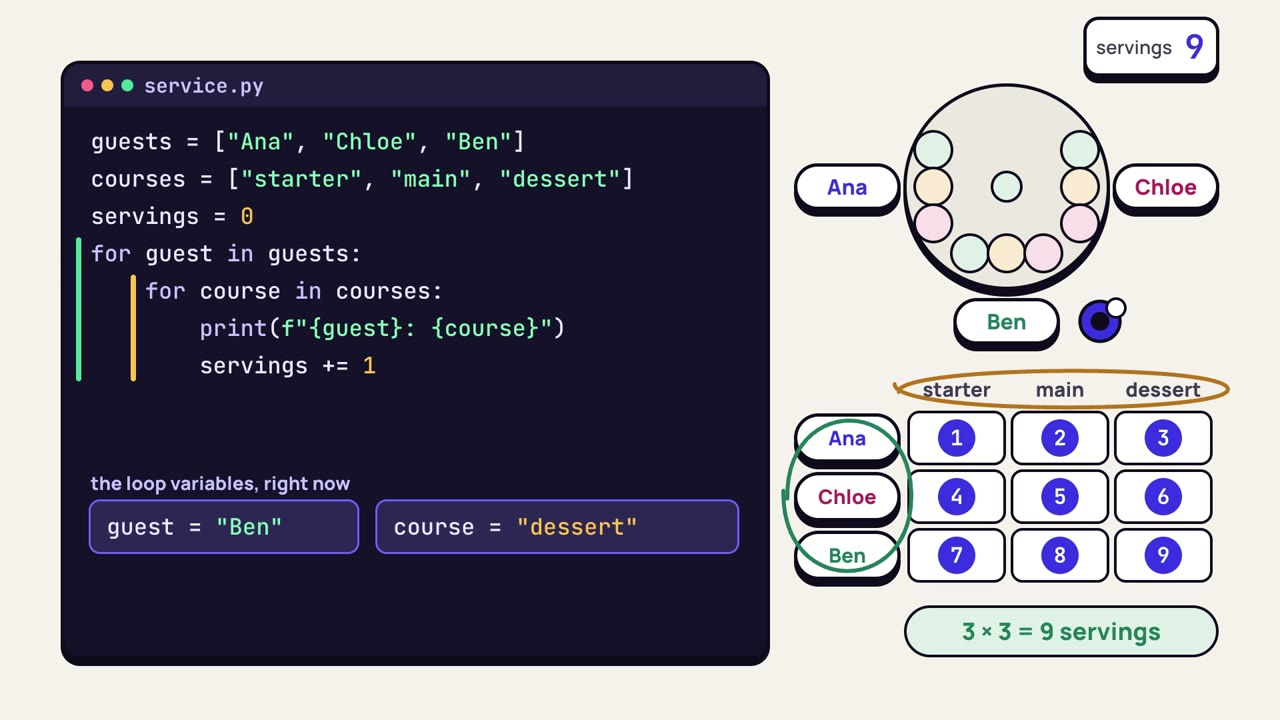 servings 9
service.py
guests = ["Ana", "Chloe", "Ben"]
courses = ["starter", "main", "dessert"]
servings = 0
for guest in guests:
for course in courses:
print(f"{guest}: {course}")
servings += 1
the loop variables, right now
guest = "Ben"
course = "dessert"
Ana
Chloe
Ben
starter main dessert
Ana 1 2 3
Chloe 4 5 6
Ben 7 8 9
3 × 3 = 9 servings